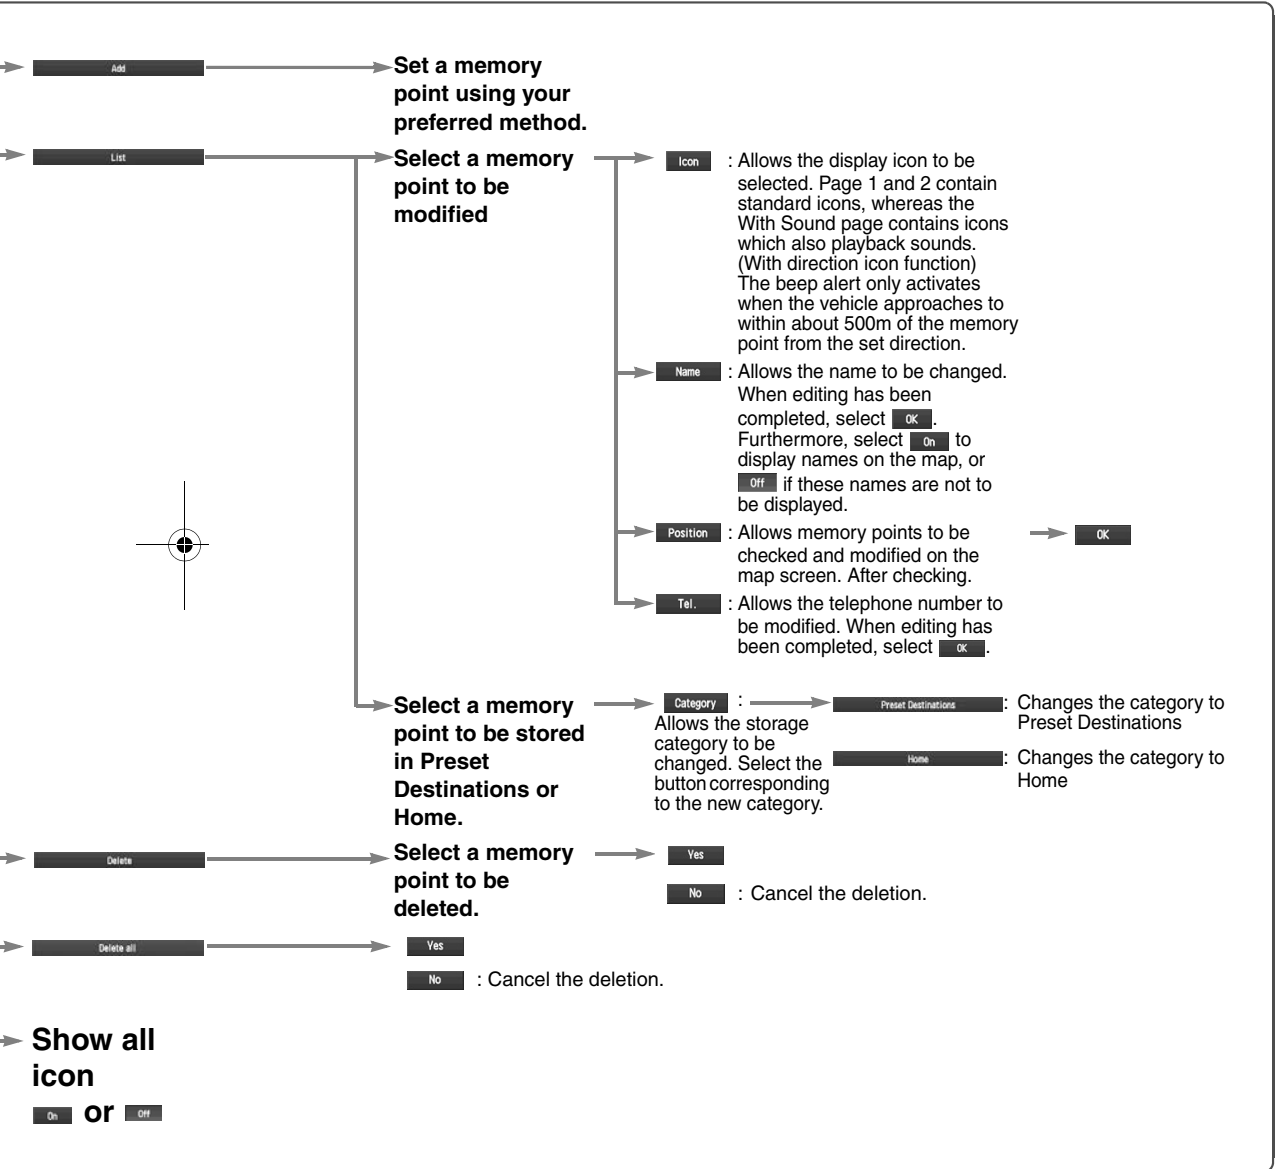 Add
Set a memory
point using your
preferred method.
List
Select a memory
point to be
modified
Icon : Allows the display icon to be
selected. Page 1 and 2 contain
standard icons, whereas the
With Sound page contains icons
which also playback sounds.
(With direction icon function)
The beep alert only activates
when the vehicle approaches to
within about 500m of the memory
point from the set direction.
Name : Allows the name to be changed.
When editing has been
completed, select OK .
Furthermore, select On to
display names on the map, or
Off if these names are not to
be displayed.
Position : Allows memory points to be
checked and modified on the
map screen. After checking.
OK
Tel. : Allows the telephone number to
be modified. When editing has
been completed, select OK .
Select a memory
point to be stored
in Preset
Destinations or
Home.
Category :
Allows the storage
category to be
changed. Select the
button corresponding
to the new category.
Preset Destinations : Changes the category to
Preset Destinations
Home : Changes the category to
Home
Delete
Select a memory
point to be
deleted.
Yes
No : Cancel the deletion.
Delete all
Yes
No : Cancel the deletion.
Show all
icon
On or Off